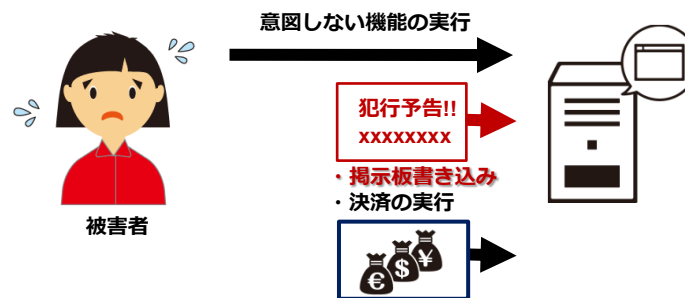 意図しない機能の実行
犯行予告!!
xxxxxxxx
・掲示板書き込み
・決済の実行
被害者
€ $ ¥